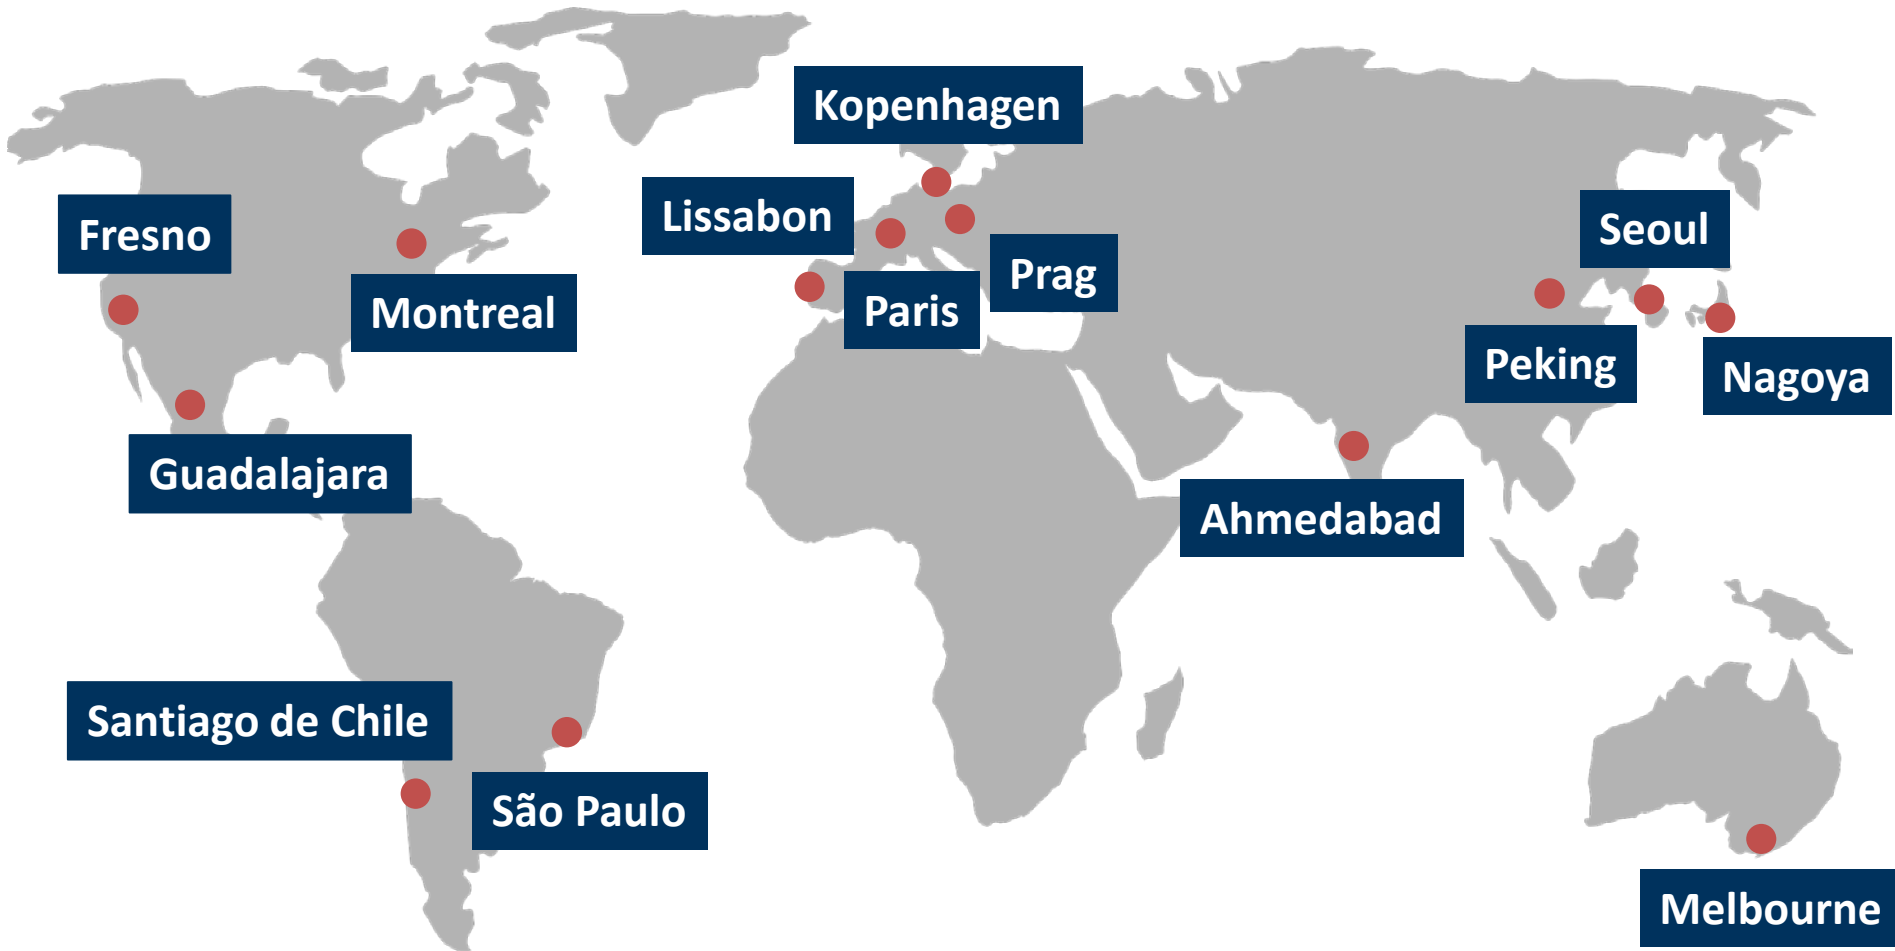 Kopenhagen
Lissabon
Fresno
Seoul
Prag
Montreal
Paris
Peking
Nagoya
Guadalajara
Ahmedabad
Santiago de Chile
São Paulo
Melbourne